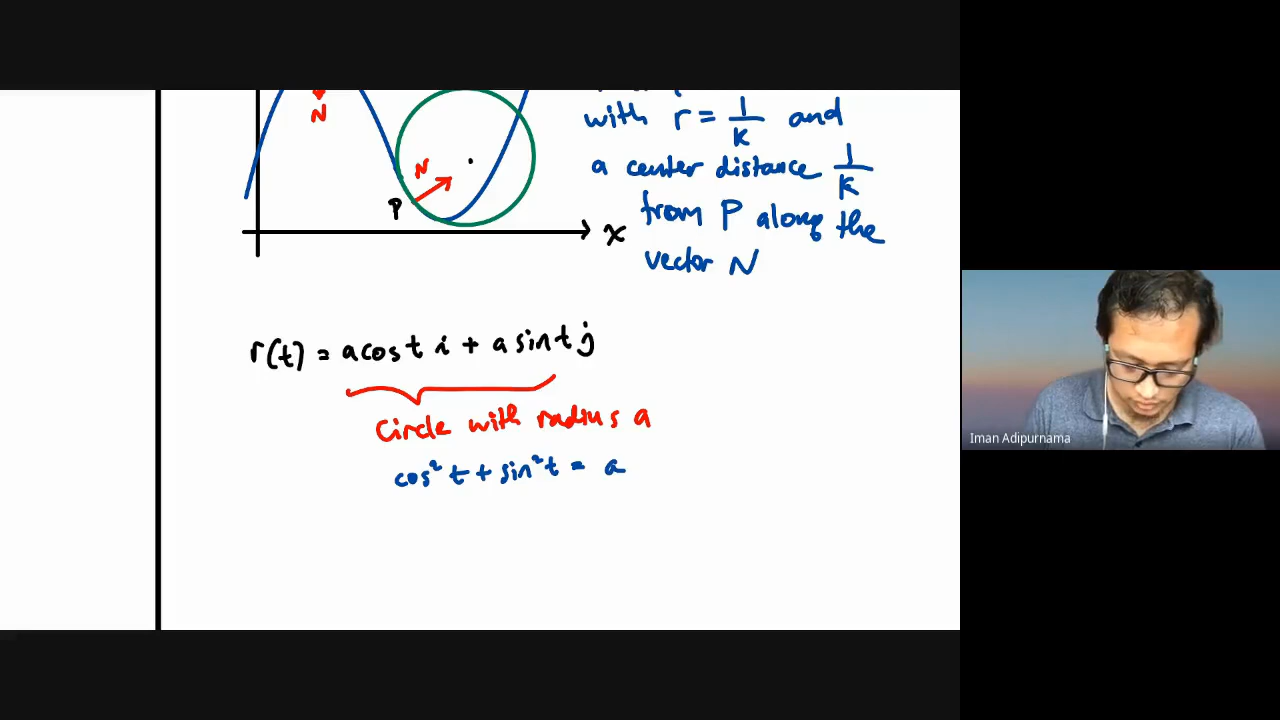 N
with r = 1/K and
a center distance 1/K
N
P
from P along the
x
vector N
r(t) = a cos t i + a sin t j
Circle with radius a
cos² t + sin² t = a
Iman Adipurnama